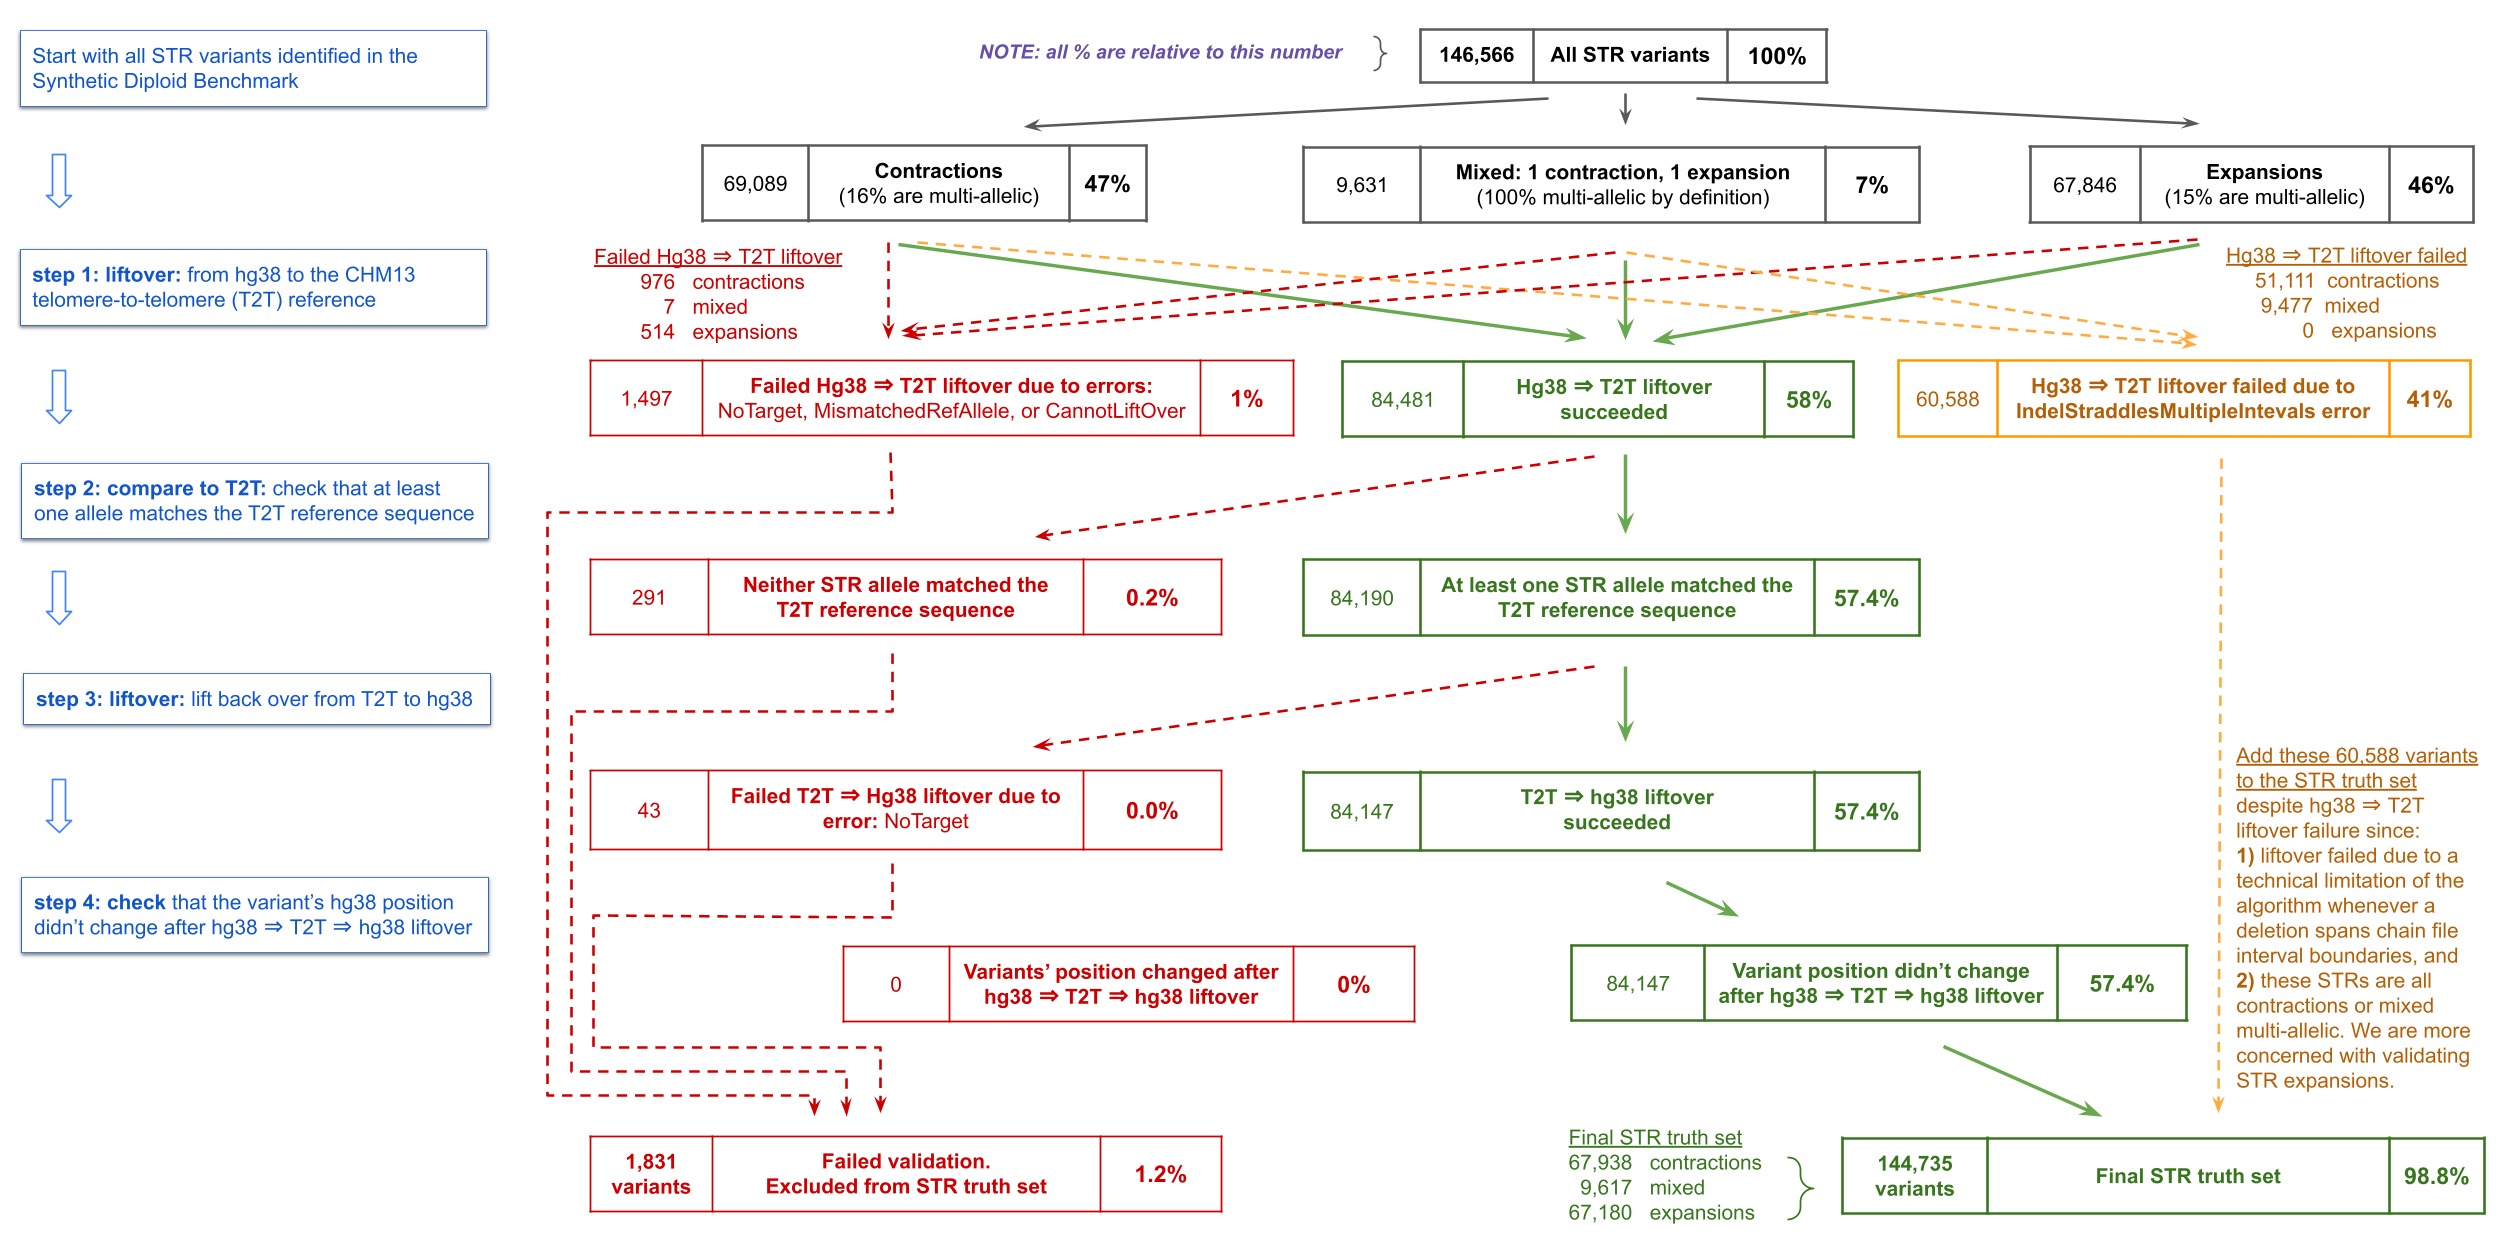 Start with all STR variants identified in the
Synthetic Diploid Benchmark
NOTE: all % are relative to this number
146,566 All STR variants 100%
69,089 Contractions (16% are multi-allelic) 47%
9,631 Mixed: 1 contraction, 1 expansion (100% multi-allelic by definition) 7%
67,846 Expansions (15% are multi-allelic) 46%
step 1: liftover: from hg38 to the CHM13
telomere-to-telomere (T2T) reference
Failed Hg38 ⇒ T2T liftover
976 contractions
7 mixed
514 expansions
Hg38 ⇒ T2T liftover failed
51,111 contractions
9,477 mixed
0 expansions
1,497 Failed Hg38 ⇒ T2T liftover due to errors: NoTarget, MismatchedRefAllele, or CannotLiftOver 1%
84,481 Hg38 ⇒ T2T liftover succeeded 58%
60,588 Hg38 ⇒ T2T liftover failed due to IndelStraddlesMultipleIntevals error 41%
step 2: compare to T2T: check that at least
one allele matches the T2T reference sequence
291 Neither STR allele matched the T2T reference sequence 0.2%
84,190 At least one STR allele matched the T2T reference sequence 57.4%
step 3: liftover: lift back over from T2T to hg38
43 Failed T2T ⇒ Hg38 liftover due to error: NoTarget 0.0%
84,147 T2T ⇒ hg38 liftover succeeded 57.4%
Add these 60,588 variants
to the STR truth set
despite hg38 ⇒ T2T
liftover failure since:
1) liftover failed due to a
technical limitation of the
algorithm whenever a
deletion spans chain file
interval boundaries, and
2) these STRs are all
contractions or mixed
multi-allelic. We are more
concerned with validating
STR expansions.
step 4: check that the variant’s hg38 position
didn’t change after hg38 ⇒ T2T ⇒ hg38 liftover
0 Variants’ position changed after hg38 ⇒ T2T ⇒ hg38 liftover 0%
84,147 Variant position didn’t change after hg38 ⇒ T2T ⇒ hg38 liftover 57.4%
1,831 variants Failed validation. Excluded from STR truth set 1.2%
Final STR truth set
67,938 contractions
9,617 mixed
67,180 expansions
144,735 variants Final STR truth set 98.8%